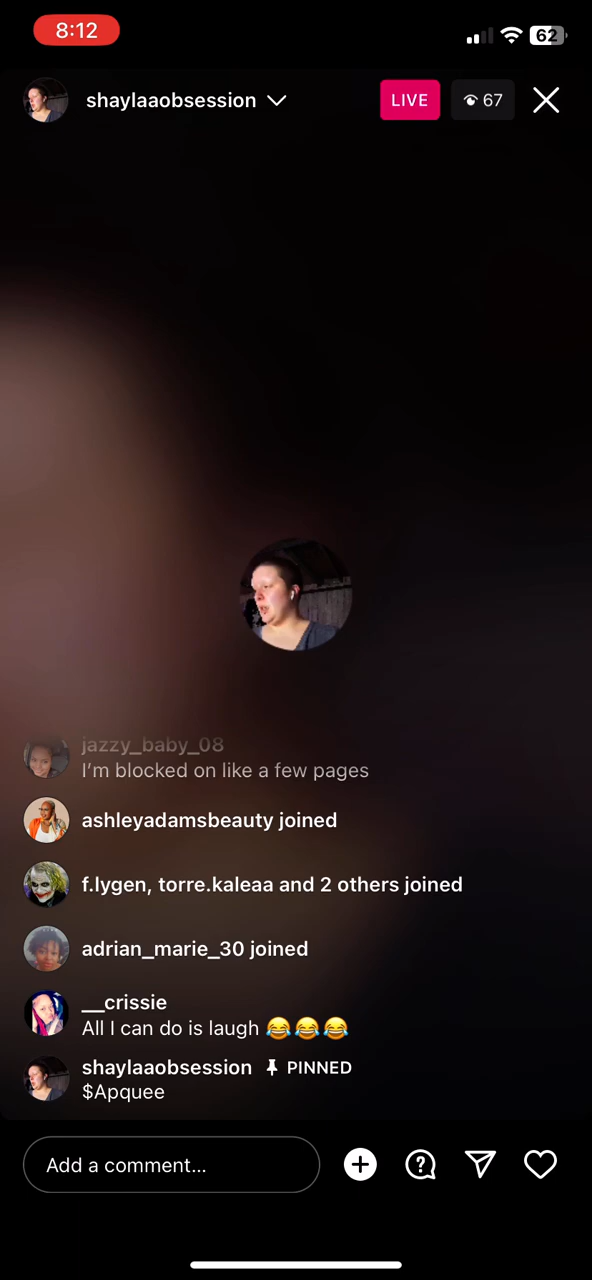 8:12
62
shaylaaobsession
LIVE
67
jazzy_baby_08
I'm blocked on like a few pages
ashleyadamsbeauty joined
f.lygen, torre.kaleaa and 2 others joined
adrian_marie_30 joined
__crissie
All I can do is laugh 😂😂😂
shaylaaobsession PINNED
$Apquee
Add a comment...